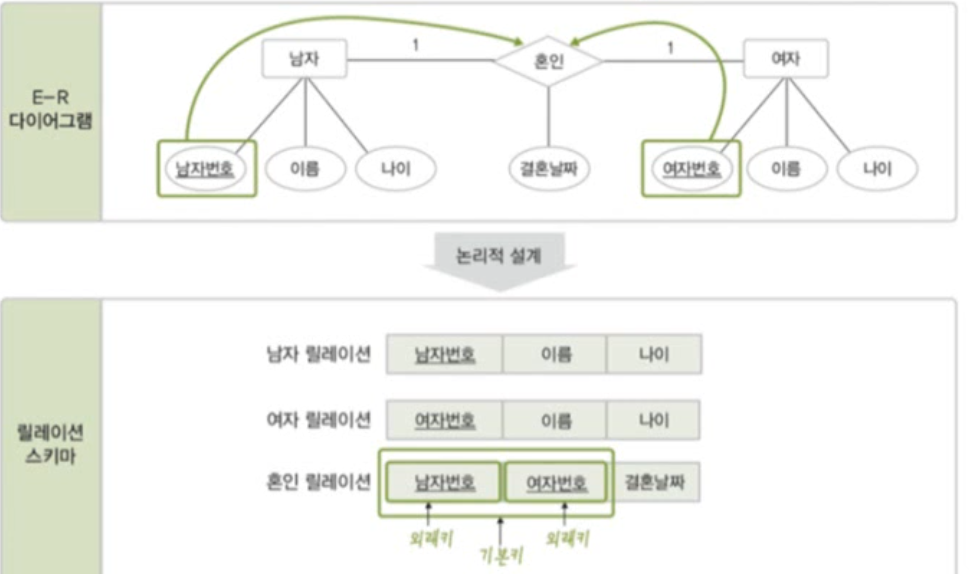 E-R
다이어그램
남자
1
혼인
1
여자
남자번호
이름
나이
결혼날짜
여자번호
이름
나이
논리적 설계
릴레이션
스키마
남자 릴레이션 남자번호 이름 나이
여자 릴레이션 여자번호 이름 나이
혼인 릴레이션 남자번호 여자번호 결혼날짜
외래키
기본키
외래키